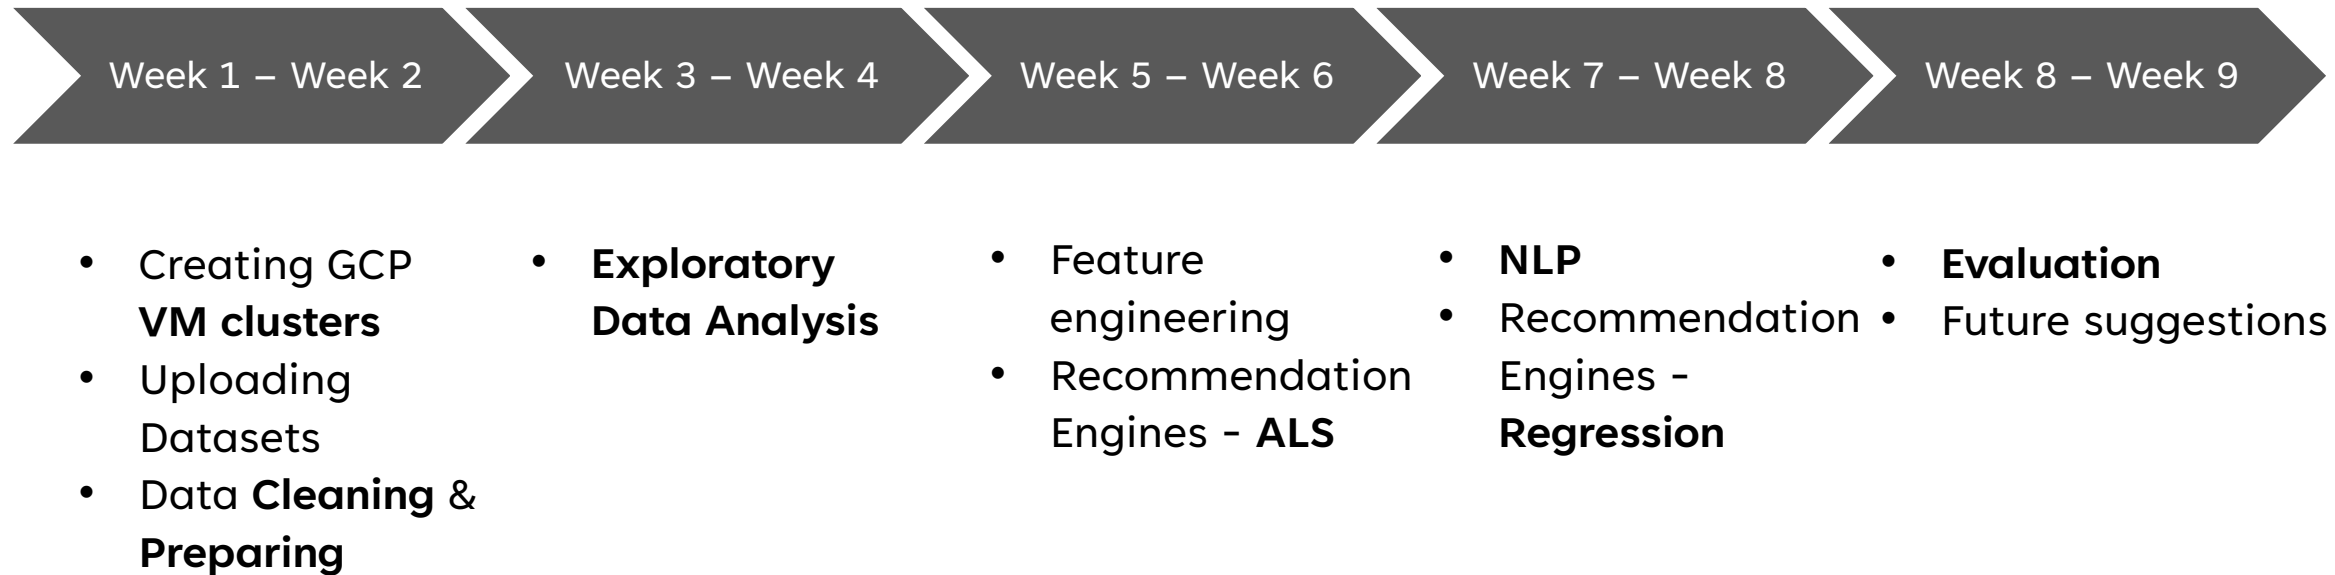 Week 1 – Week 2
Week 3 – Week 4
Week 5 – Week 6
Week 7 – Week 8
Week 8 – Week 9
• Creating GCP
VM clusters
• Uploading
Datasets
• Data Cleaning &
Preparing
• Exploratory
Data Analysis
• Feature
engineering
• Recommendation
Engines - ALS
• NLP
• Recommendation
Engines -
Regression
• Evaluation
• Future suggestions